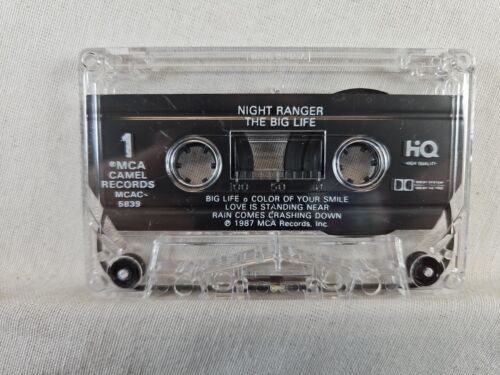 NIGHT RANGER
THE BIG LIFE
1
©MCA
CAMEL
RECORDS
MCAC-
5839
HQ
HIGH QUALITY
100 50 0
BIG LIFE o COLOR OF YOUR SMILE
LOVE IS STANDING NEAR
RAIN COMES CRASHING DOWN
℗ 1987 MCA Records, Inc.